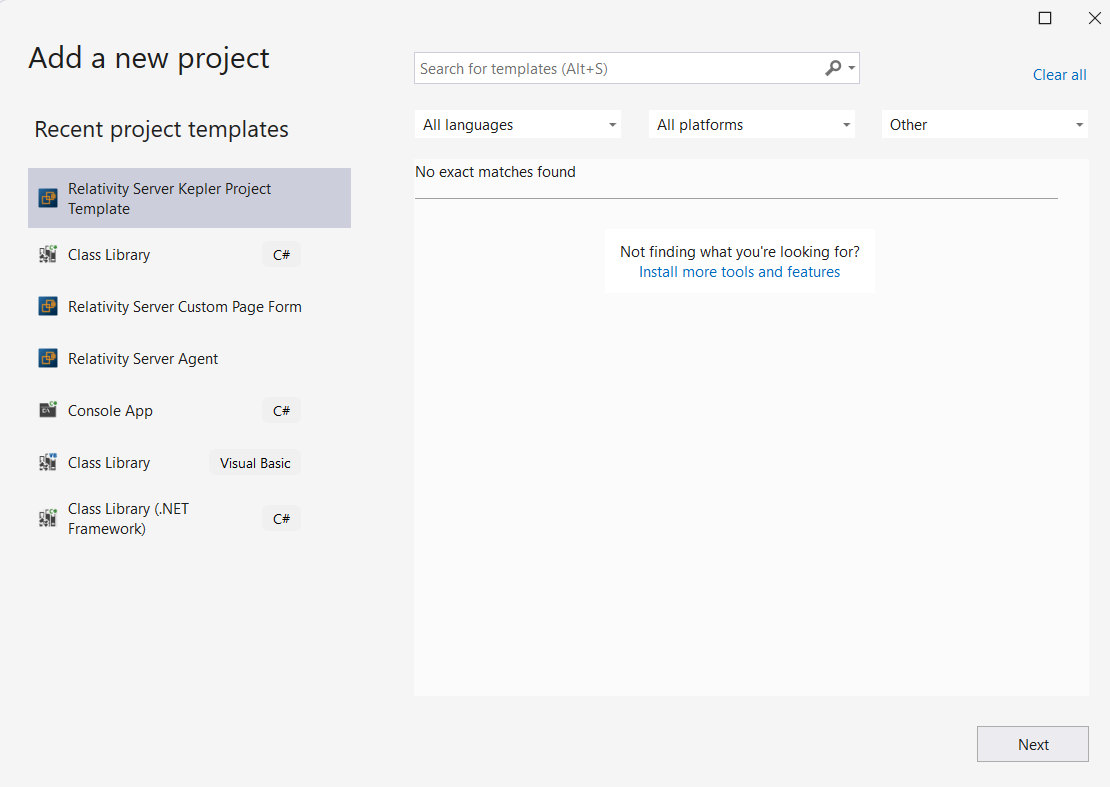 Add a new project
Search for templates (Alt+S)
Clear all
Recent project templates
All languages
All platforms
Other
No exact matches found
Not finding what you're looking for?
Install more tools and features
Relativity Server Kepler Project
Template
Class Library
C#
Relativity Server Custom Page Form
Relativity Server Agent
Console App
C#
Class Library
Visual Basic
Class Library (.NET
Framework)
C#
Next